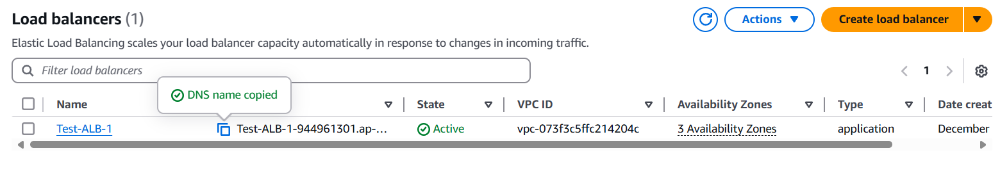 Load balancers (1)
Actions
Create load balancer
Elastic Load Balancing scales your load balancer capacity automatically in response to changes in incoming traffic.
Filter load balancers
1
DNS name copied
Name State VPC ID Availability Zones Type Date creat
Test-ALB-1 Test-ALB-1-944961301.ap-... Active vpc-073f3c5ffc214204c 3 Availability Zones application December